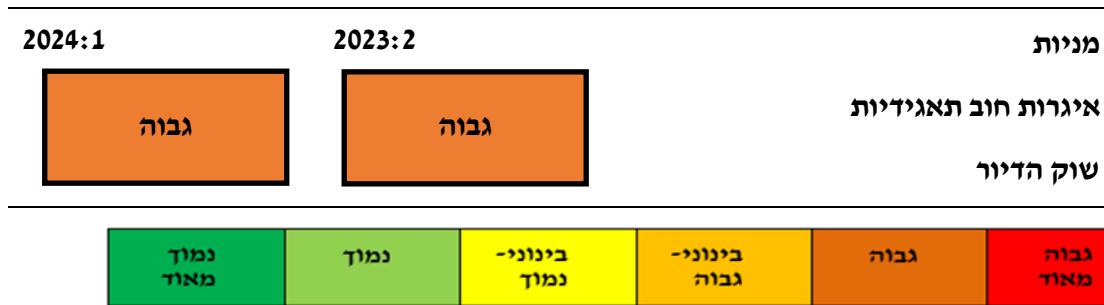 מניות
2023:2
2024:1
איגרות חוב תאגידיות
גבוה
גבוה
שוק הדיור
גבוה
מאוד
גבוה
בינוני-
גבוה
בינוני-
נמוך
נמוך
נמוך
מאוד